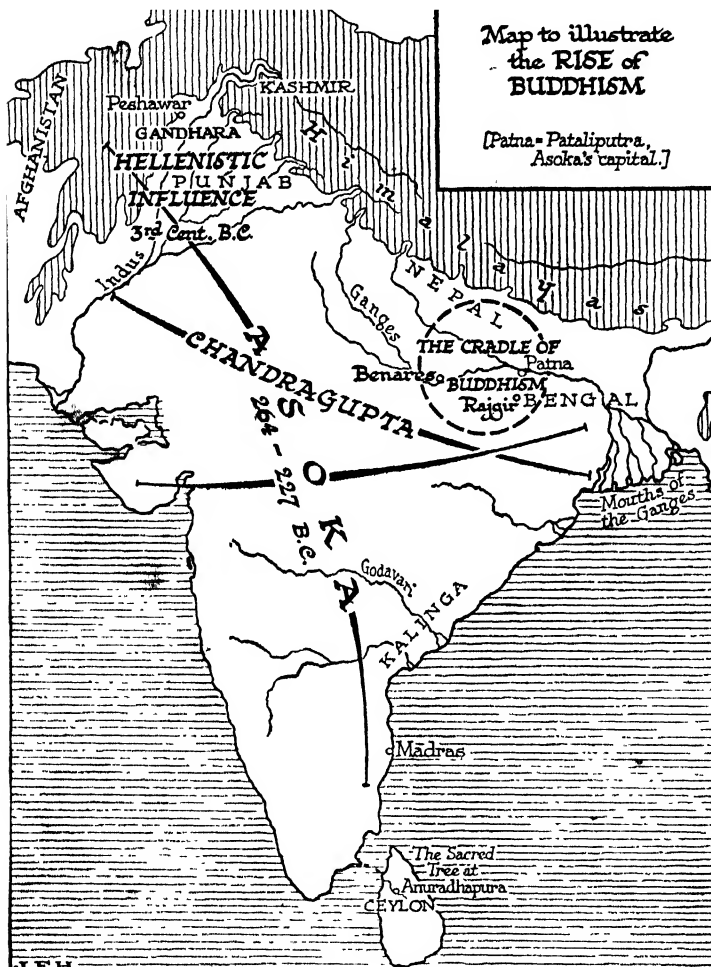 Map to illustrate
the RISE of
BUDDHISM
[Patna=Pataliputra,
Asoka's capital.]
AFGHANISTAN
Peshawar
KASHMIR
GANDHARA
HELLENISTIC
PUNJAB
INFLUENCE
3rd Cent. B.C.
Himalayas
Indus
NEPAL
Ganges
THE CRADLE OF
Patna
Benares
BUDDHISM
Rajgir
BENGAL
CHANDRAGUPTA
ASOKA
264 - 227 B.C.
Mouths of
the Ganges
Godavari
KALINGA
Mādras
The Sacred
Tree at
Anuradhapura
CEYLON
J.F.H.